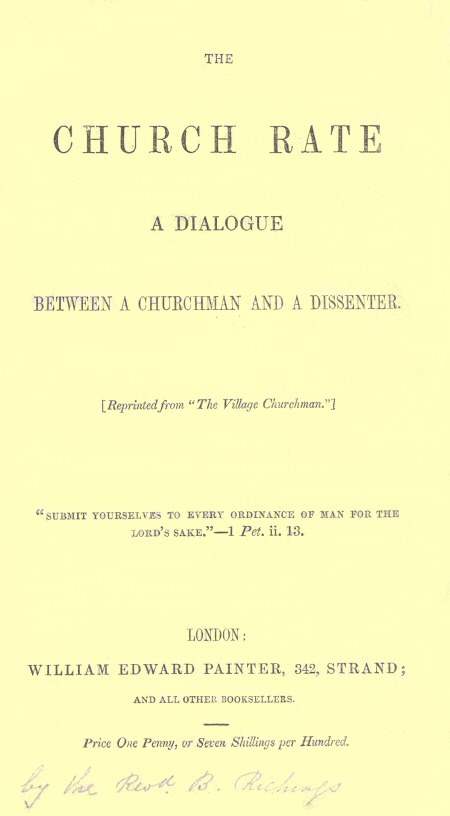 THE
CHURCH RATE
A DIALOGUE
BETWEEN A CHURCHMAN AND A DISSENTER.
[Reprinted from "The Village Churchman."]
"SUBMIT YOURSELVES TO EVERY ORDINANCE OF MAN FOR THE
LORD'S SAKE."—1 Pet. ii. 13.
LONDON:
WILLIAM EDWARD PAINTER, 342, STRAND;
AND ALL OTHER BOOKSELLERS.
Price One Penny, or Seven Shillings per Hundred.
by the Revd. B. Richings